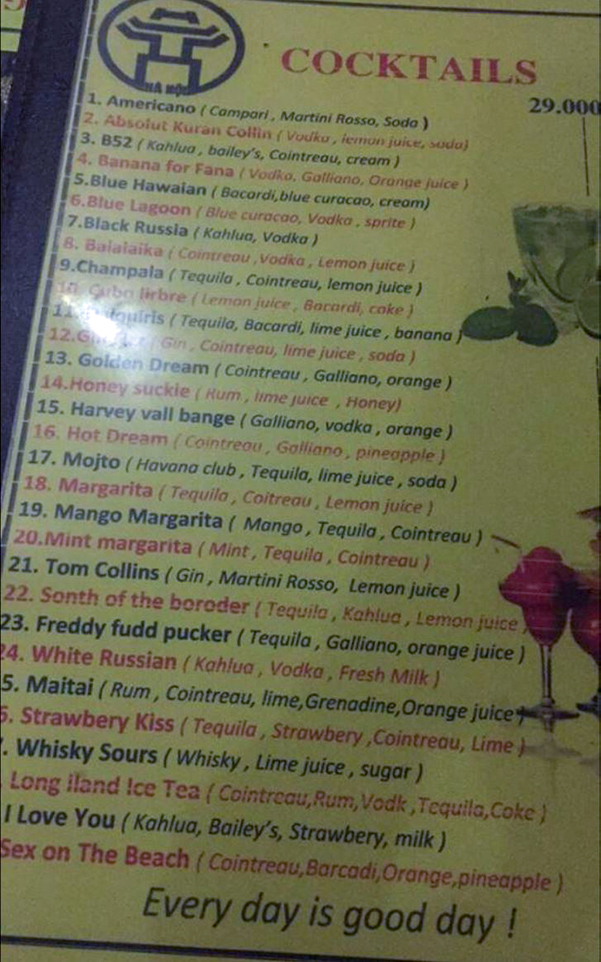 HÀ NỘI
COCKTAILS
29.000
1. Americano ( Campari , Martini Rosso, Soda )
2. Absolut Kuran Collin ( Vodka , lemon juice, soda)
3. B52 ( Kahlua , bailey's, Cointreau, cream )
4. Banana for Fana ( Vodka, Galliano, Orange juice )
5.Blue Hawaian ( Bacardi,blue curacao, cream)
6.Blue Lagoon ( Blue curacao, Vodka , sprite )
7.Black Russia ( Kahlua, Vodka )
8. Balalaika ( Cointreau ,Vodka , Lemon juice )
9.Champala ( Tequila , Cointreau, lemon juice )
10. Cuba lirbre ( Lemon juice , Bacardi, coke )
( Tequila, Bacardi, lime juice , banana )
( Gin , Cointreau, lime juice , soda )
13. Golden Dream ( Cointreau , Galliano, orange )
14.Honey suckle ( Rum , lime juice , Honey)
15. Harvey vall bange ( Galliano, vodka , orange )
16. Hot Dream ( Cointreau , Galliano , pineapple )
17. Mojto ( Havana club , Tequila, lime juice , soda )
18. Margarita ( Tequila , Coitreau , Lemon juice )
19. Mango Margarita ( Mango , Tequila , Cointreau )
20.Mint margarita ( Mint , Tequila , Cointreau )
21. Tom Collins ( Gin , Martini Rosso, Lemon juice )
22. Sonth of the boroder ( Tequila , Kahlua , Lemon juice )
23. Freddy fudd pucker ( Tequila , Galliano, orange juice )
24. White Russian ( Kahlua , Vodka , Fresh Milk )
5. Maitai ( Rum , Cointreau, lime,Grenadine,Orange juice )
6. Strawbery Kiss ( Tequila , Strawbery ,Cointreau, Lime )
. Whisky Sours ( Whisky , Lime juice , sugar )
Long iland Ice Tea ( Cointreau,Rum,Vodk ,Tequila,Coke )
I Love You ( Kahlua, Bailey's, Strawbery, milk )
Sex on The Beach ( Cointreau,Barcadi,Orange,pineapple )
Every day is good day !